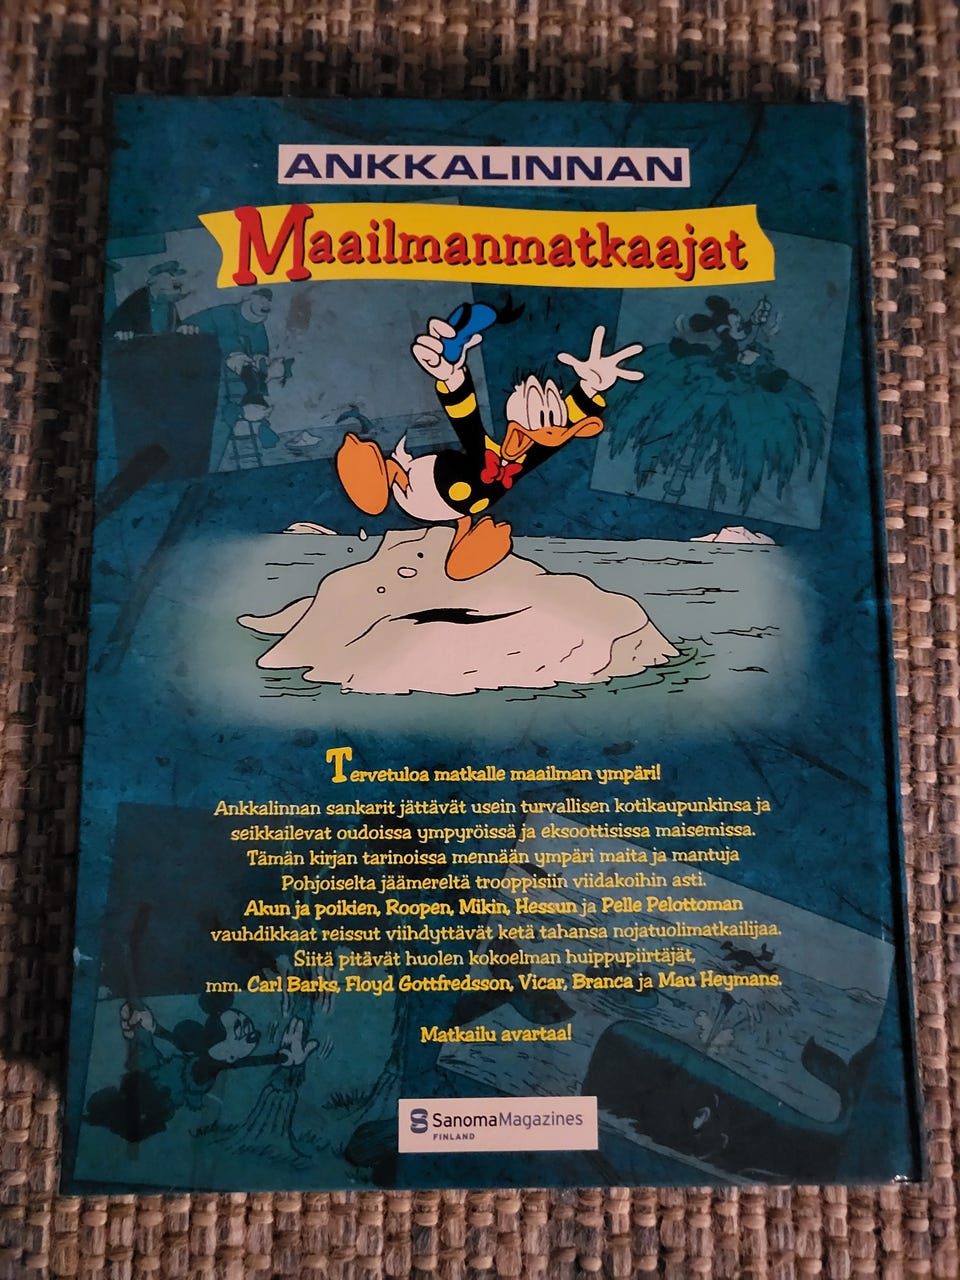 ANKKALINNAN
Maailmanmatkaajat
Tervetuloa matkalle maailman ympäri!
Ankkalinnan sankarit jättävät usein turvallisen kotikaupunkinsa ja
seikkailevat oudoissa ympyröissä ja eksoottisissa maisemissa.
Tämän kirjan tarinoissa mennään ympäri maita ja mantuja
Pohjoiselta jäämereltä trooppisiin viidakoihin asti.
Akun ja poikien, Roopen, Mikin, Hessun ja Pelle Pelottoman
vauhdikkaat reissut viihdyttävät ketä tahansa nojatuolimatkailijaa.
Siitä pitävät huolen kokoelman huippupiirtäjät,
mm. Carl Barks, Floyd Gottfredsson, Vicar, Branca ja Mau Heymans.
Matkailu avartaa!
SanomaMagazines
FINLAND